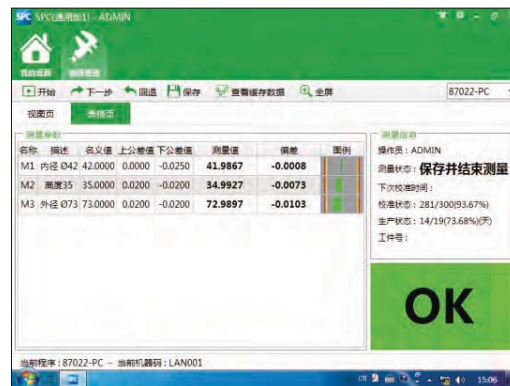 SPC SPC(通用版1) - ADMIN
我的桌面
开始 下一步 回退 保存 查看缓存数据 全屏 87022-PC
视图页 表格页
测量参数
名称 描述 名义值 上公差值 下公差值 测量值 偏差 图例
M1 内径 Ø42 42.0000 0.0000 -0.0250 41.9867 -0.0008
M2 高度35 35.0000 0.0200 -0.0200 34.9927 -0.0073
M3 外径 Ø73 73.0000 0.0200 -0.0200 72.9897 -0.0103
测量信息
操作员：ADMIN
测量状态：保存并结束测量
下次校准时间：
校准状态：281/300(93.67%)
生产状态：14/19(73.68%)(天)
工件号：
OK
当前程序：87022-PC - 当前机器码：LAN001
15:06